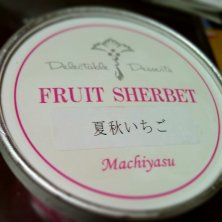 Delectable Desserts
FRUIT SHERBET
夏秋いちご
Machiyasu